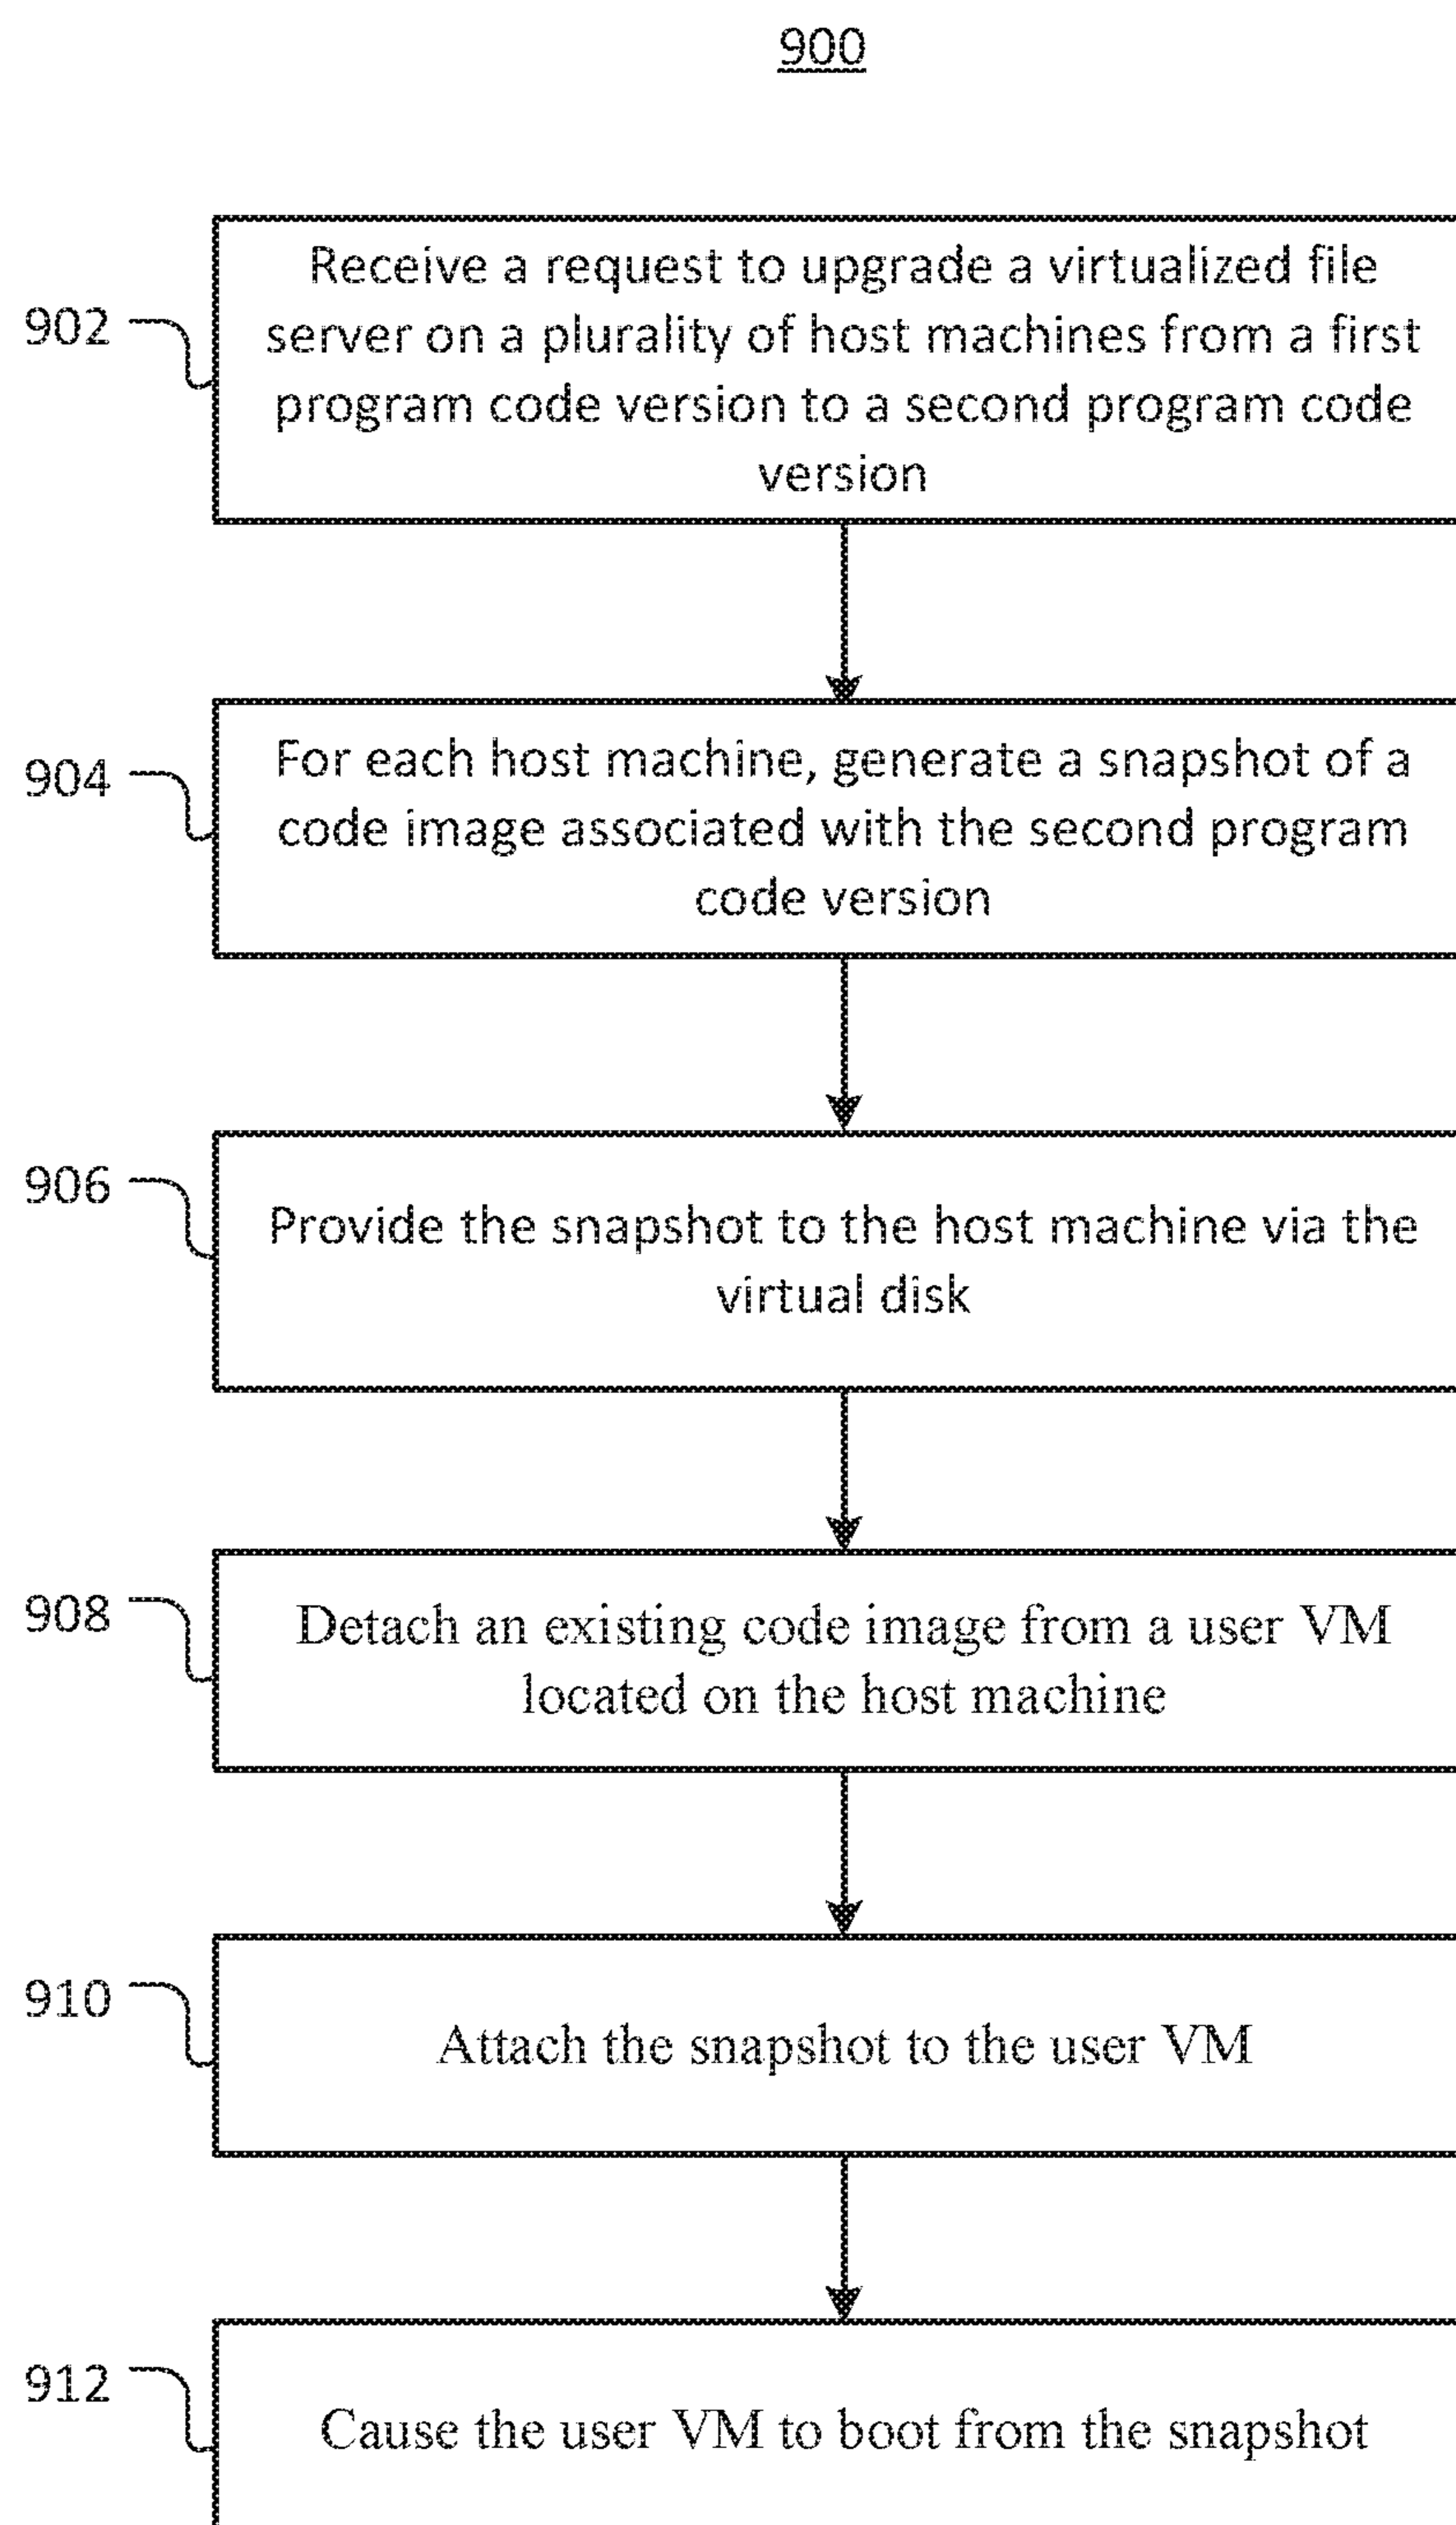 900
902
Receive a request to upgrade a virtualized file
server on a plurality of host machines from a first
program code version to a second program code
version
904
For each host machine, generate a snapshot of a
code image associated with the second program
code version
906
Provide the snapshot to the host machine via the
virtual disk
908
Detach an existing code image from a user VM
located on the host machine
910
Attach the snapshot to the user VM
912
Cause the user VM to boot from the snapshot